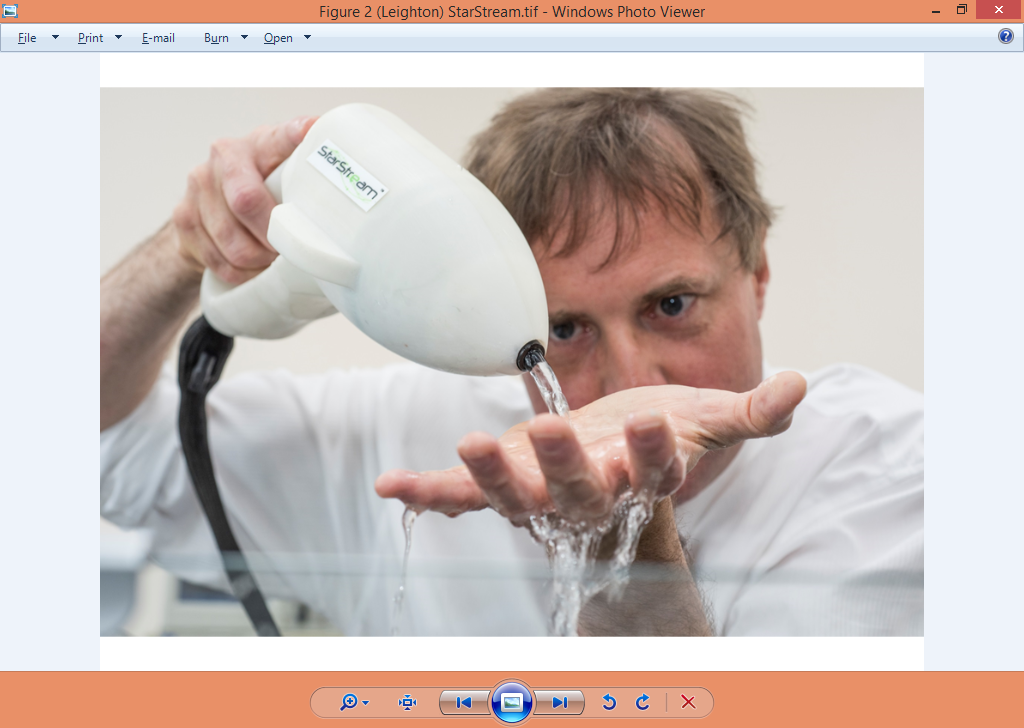 Figure 2 (Leighton) StarStream.tif - Windows Photo Viewer
File Print E-mail Burn Open
StarStream